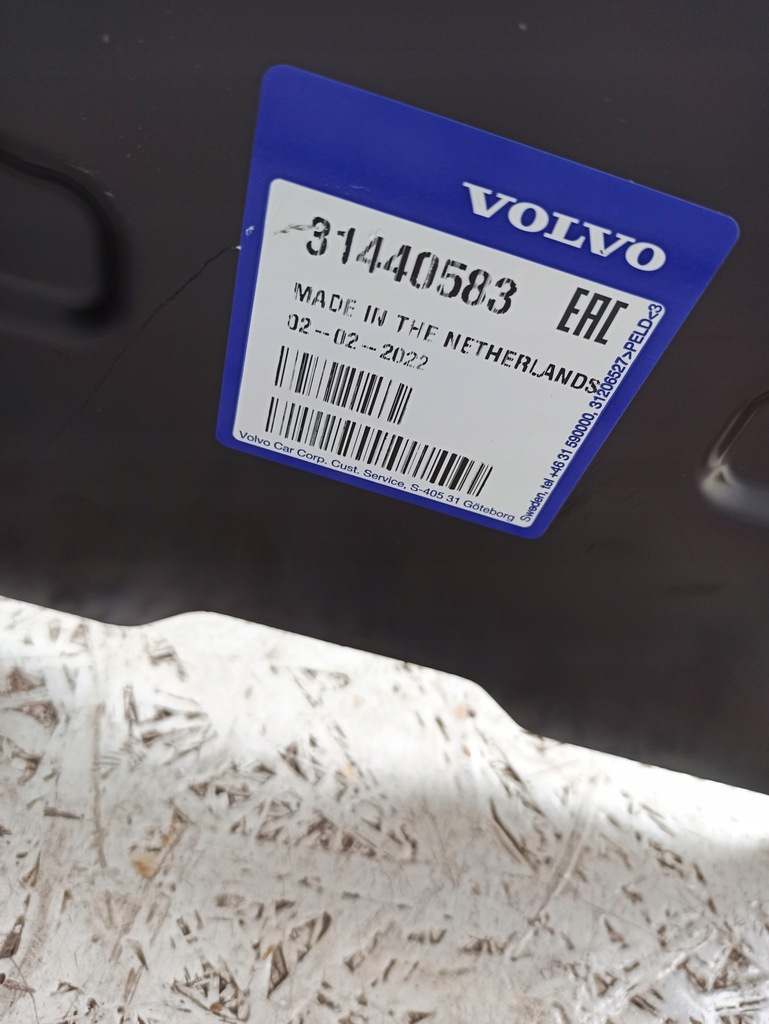 VOLVO
31440583
EAC
MADE IN THE NETHERLANDS
02--02--2022
Volvo Car Corp. Cust. Service, S-405 31 Göteborg
Sweden, tel +46 31 590000, 31206527>PELD<3